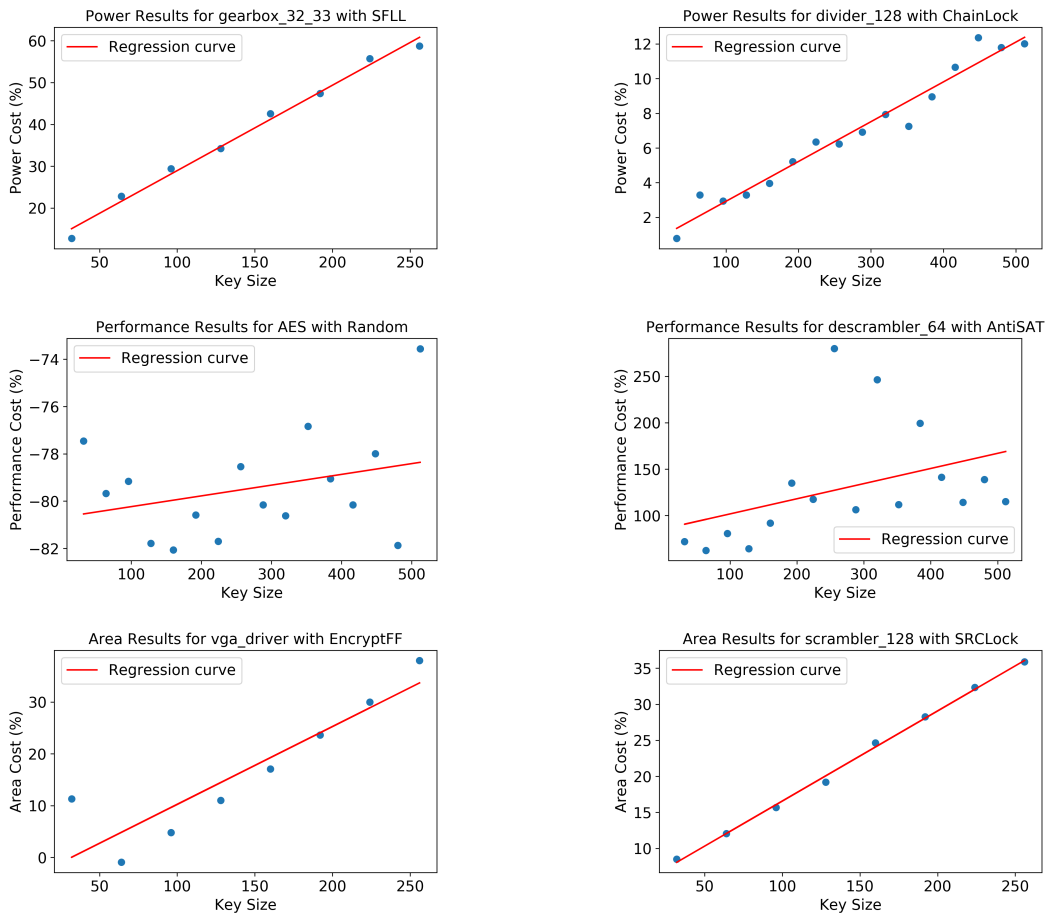 Power Results for gearbox_32_33 with SFLL
Regression curve
60
50
40
30
20
Power Cost (%)
50 100 150 200 250
Key Size
Power Results for divider_128 with ChainLock
Regression curve
12
10
8
6
4
2
Power Cost (%)
100 200 300 400 500
Key Size
Performance Results for AES with Random
Regression curve
−74
−76
−78
−80
−82
Performance Cost (%)
100 200 300 400 500
Key Size
Performance Results for descrambler_64 with AntiSAT
250
200
150
100
Performance Cost (%)
Regression curve
100 200 300 400 500
Key Size
Area Results for vga_driver with EncryptFF
Regression curve
30
20
10
0
Area Cost (%)
50 100 150 200 250
Key Size
Area Results for scrambler_128 with SRCLock
Regression curve
35
30
25
20
15
10
Area Cost (%)
50 100 150 200 250
Key Size